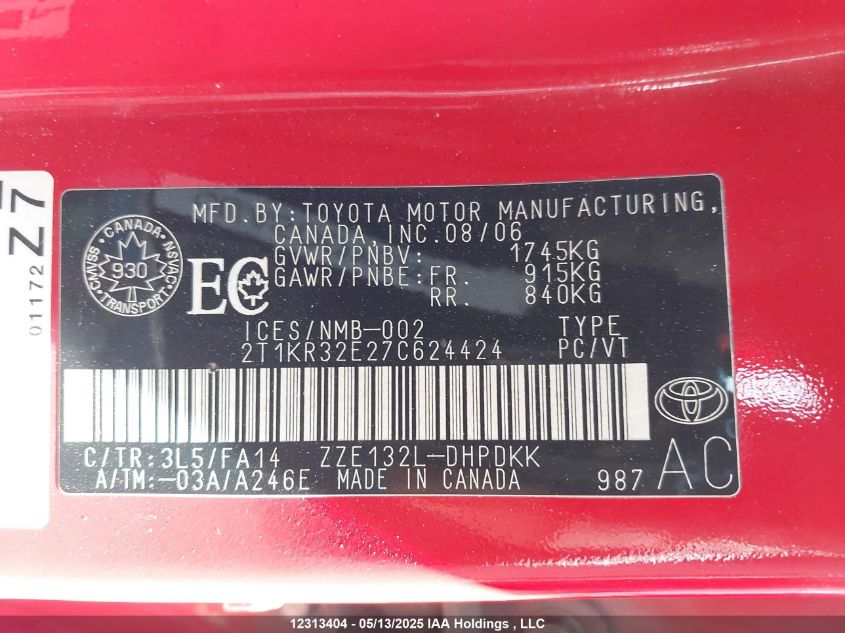 Z7
01172
CMVSS CANADA NSVAC
930
TRANSPORT
EC
MFD.BY:TOYOTA MOTOR MANUFACTURING,
CANADA, INC.08/06
GVWR/PNBV: 1745KG
GAWR/PNBE:FR. 915KG
RR. 840KG
ICES/NMB-002 TYPE
2T1KR32E27C624424 PC/VT
C/TR:3L5/FA14 ZZE132L-DHPDKK
A/TM:-03A/A246E MADE IN CANADA 987 AC
12313404 - 05/13/2025 IAA Holdings , LLC